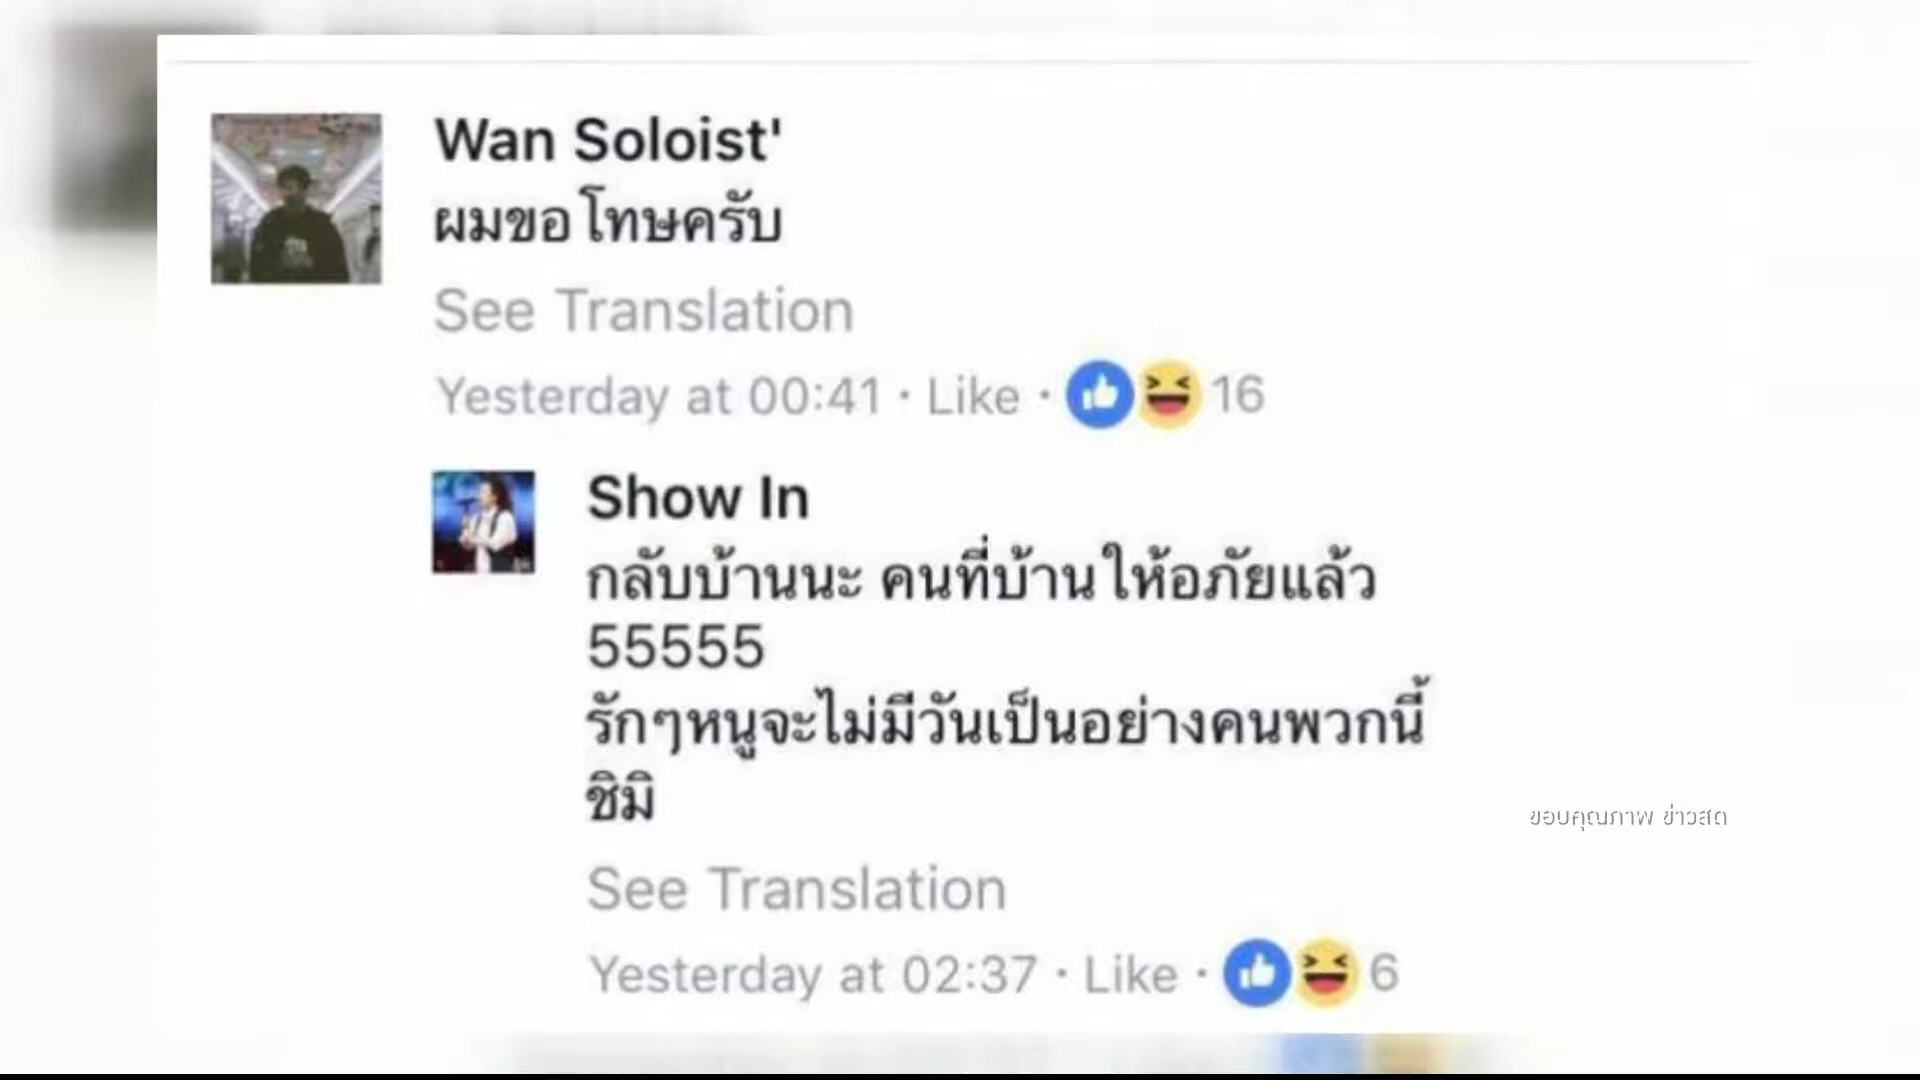 Wan Soloist'
ผมขอโทษครับ
See Translation
Yesterday at 00:41 · Like · 16
Show In
กลับบ้านนะ คนที่บ้านให้อภัยแล้ว
55555
รักๆหนูจะไม่มีวันเป็นอย่างคนพวกนี้
ชิมิ
ขอบคุณภาพ ข่าวสด
See Translation
Yesterday at 02:37 · Like · 6